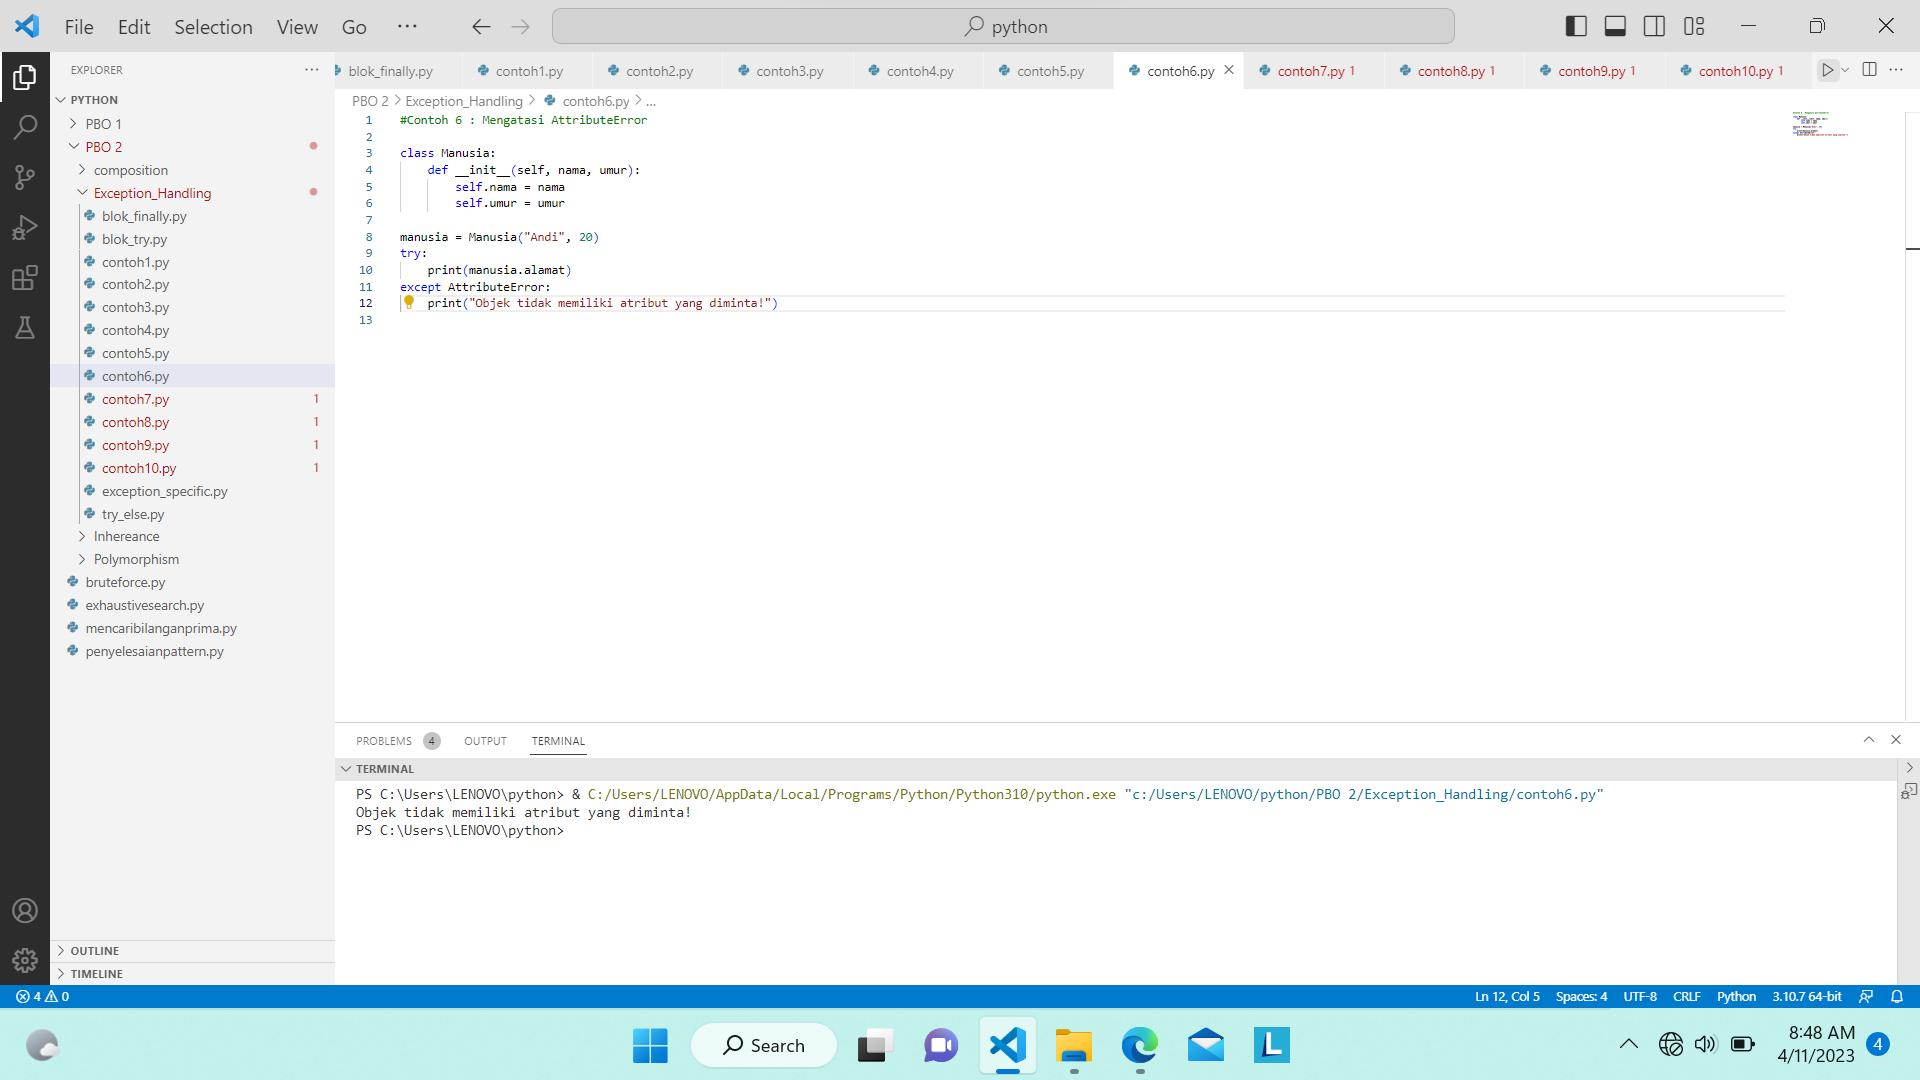 File Edit Selection View Go ···
python
EXPLORER ···
PYTHON
PBO 1
PBO 2
composition
Exception_Handling
blok_finally.py
blok_try.py
contoh1.py
contoh2.py
contoh3.py
contoh4.py
contoh5.py
contoh6.py
contoh7.py 1
contoh8.py 1
contoh9.py 1
contoh10.py 1
exception_specific.py
try_else.py
Inhereance
Polymorphism
bruteforce.py
exhaustivesearch.py
mencaribilanganprima.py
penyelesaianpattern.py
OUTLINE
TIMELINE
blok_finally.py contoh1.py contoh2.py contoh3.py contoh4.py contoh5.py contoh6.py contoh7.py 1 contoh8.py 1 contoh9.py 1 contoh10.py 1 ···
PBO 2 > Exception_Handling > contoh6.py > ...
1 #Contoh 6 : Mengatasi AttributeError
2
3 class Manusia:
4 def __init__(self, nama, umur):
5 self.nama = nama
6 self.umur = umur
7
8 manusia = Manusia("Andi", 20)
9 try:
10 print(manusia.alamat)
11 except AttributeError:
12 print("Objek tidak memiliki atribut yang diminta!")
13
PROBLEMS 4 OUTPUT TERMINAL
TERMINAL
PS C:\Users\LENOVO\python> & C:/Users/LENOVO/AppData/Local/Programs/Python/Python310/python.exe "c:/Users/LENOVO/python/PBO 2/Exception_Handling/contoh6.py"
Objek tidak memiliki atribut yang diminta!
PS C:\Users\LENOVO\python>
4 0
Ln 12, Col 5 Spaces: 4 UTF-8 CRLF Python 3.10.7 64-bit
Search
L
8:48 AM
4/11/2023
4